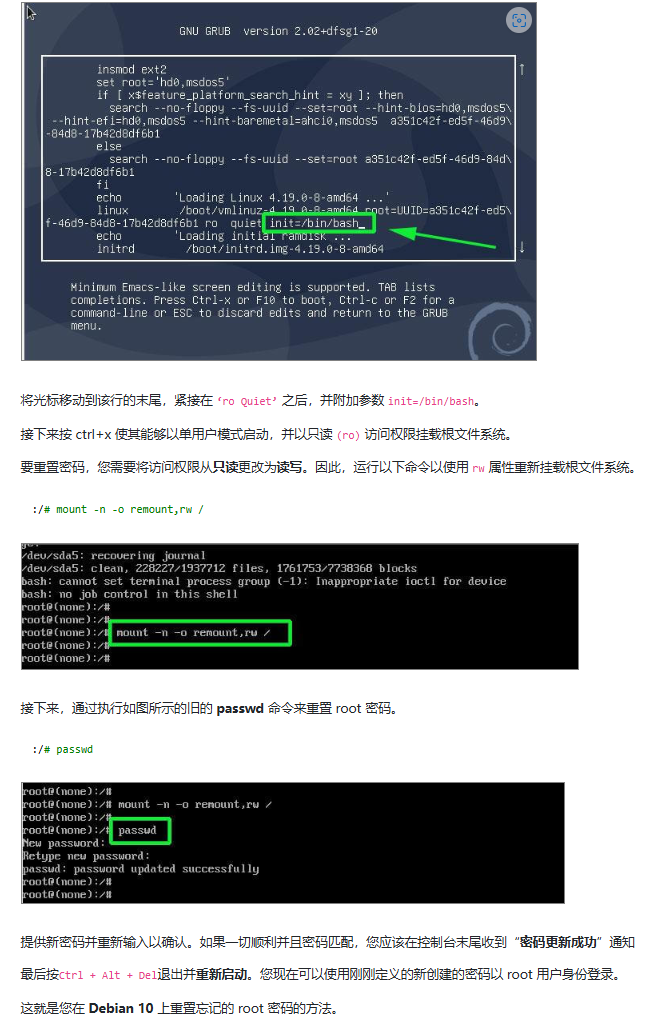 GNU GRUB  version 2.02+dfsg1-20
insmod ext2
set root='hd0,msdos5'
if [ x$feature_platform_search_hint = xy ]; then
search --no-floppy --fs-uuid --set=root --hint-bios=hd0,msdos5\
--hint-efi=hd0,msdos5 --hint-baremetal=ahci0,msdos5  a351c42f-ed5f-46d9\
-84d8-17b42d8df6b1
else
search --no-floppy --fs-uuid --set=root a351c42f-ed5f-46d9-84d\
8-17b42d8df6b1
fi
echo        'Loading Linux 4.19.0-8-amd64 ...'
linux        /boot/vmlinuz-4.19.0-8-amd64 root=UUID=a351c42f-ed5\
f-46d9-84d8-17b42d8df6b1 ro  quiet init=/bin/bash_
echo        'Loading initial ramdisk ...'
initrd        /boot/initrd.img-4.19.0-8-amd64
Minimum Emacs-like screen editing is supported. TAB lists
completions. Press Ctrl-x or F10 to boot, Ctrl-c or F2 for a
command-line or ESC to discard edits and return to the GRUB
menu.
将光标移动到该行的末尾，紧接在 ‘ro Quiet’ 之后，并附加参数 init=/bin/bash。
接下来按 ctrl+x 使其能够以单用户模式启动，并以只读 (ro) 访问权限挂载根文件系统。
要重置密码，您需要将访问权限从只读更改为读写。因此，运行以下命令以使用 rw 属性重新挂载根文件系统。
:/# mount -n -o remount,rw /
/dev/sda5: recovering journal
/dev/sda5: clean, 228227/1937712 files, 1761753/7738368 blocks
bash: cannot set terminal process group (-1): Inappropriate ioctl for device
bash: no job control in this shell
root@(none):/#
root@(none):/#
root@(none):/# mount -n -o remount,rw /
root@(none):/#
root@(none):/#
接下来，通过执行如图所示的旧的 passwd 命令来重置 root 密码。
:/# passwd
root@(none):/#
root@(none):/# mount -n -o remount,rw /
root@(none):/#
root@(none):/# passwd
New password:
Retype new password:
passwd: password updated successfully
root@(none):/#
root@(none):/#
提供新密码并重新输入以确认。如果一切顺利并且密码匹配，您应该在控制台末尾收到“密码更新成功”通知
最后按Ctrl + Alt + Del退出并重新启动。您现在可以使用刚刚定义的新创建的密码以 root 用户身份登录。
这就是您在 Debian 10 上重置忘记的 root 密码的方法。